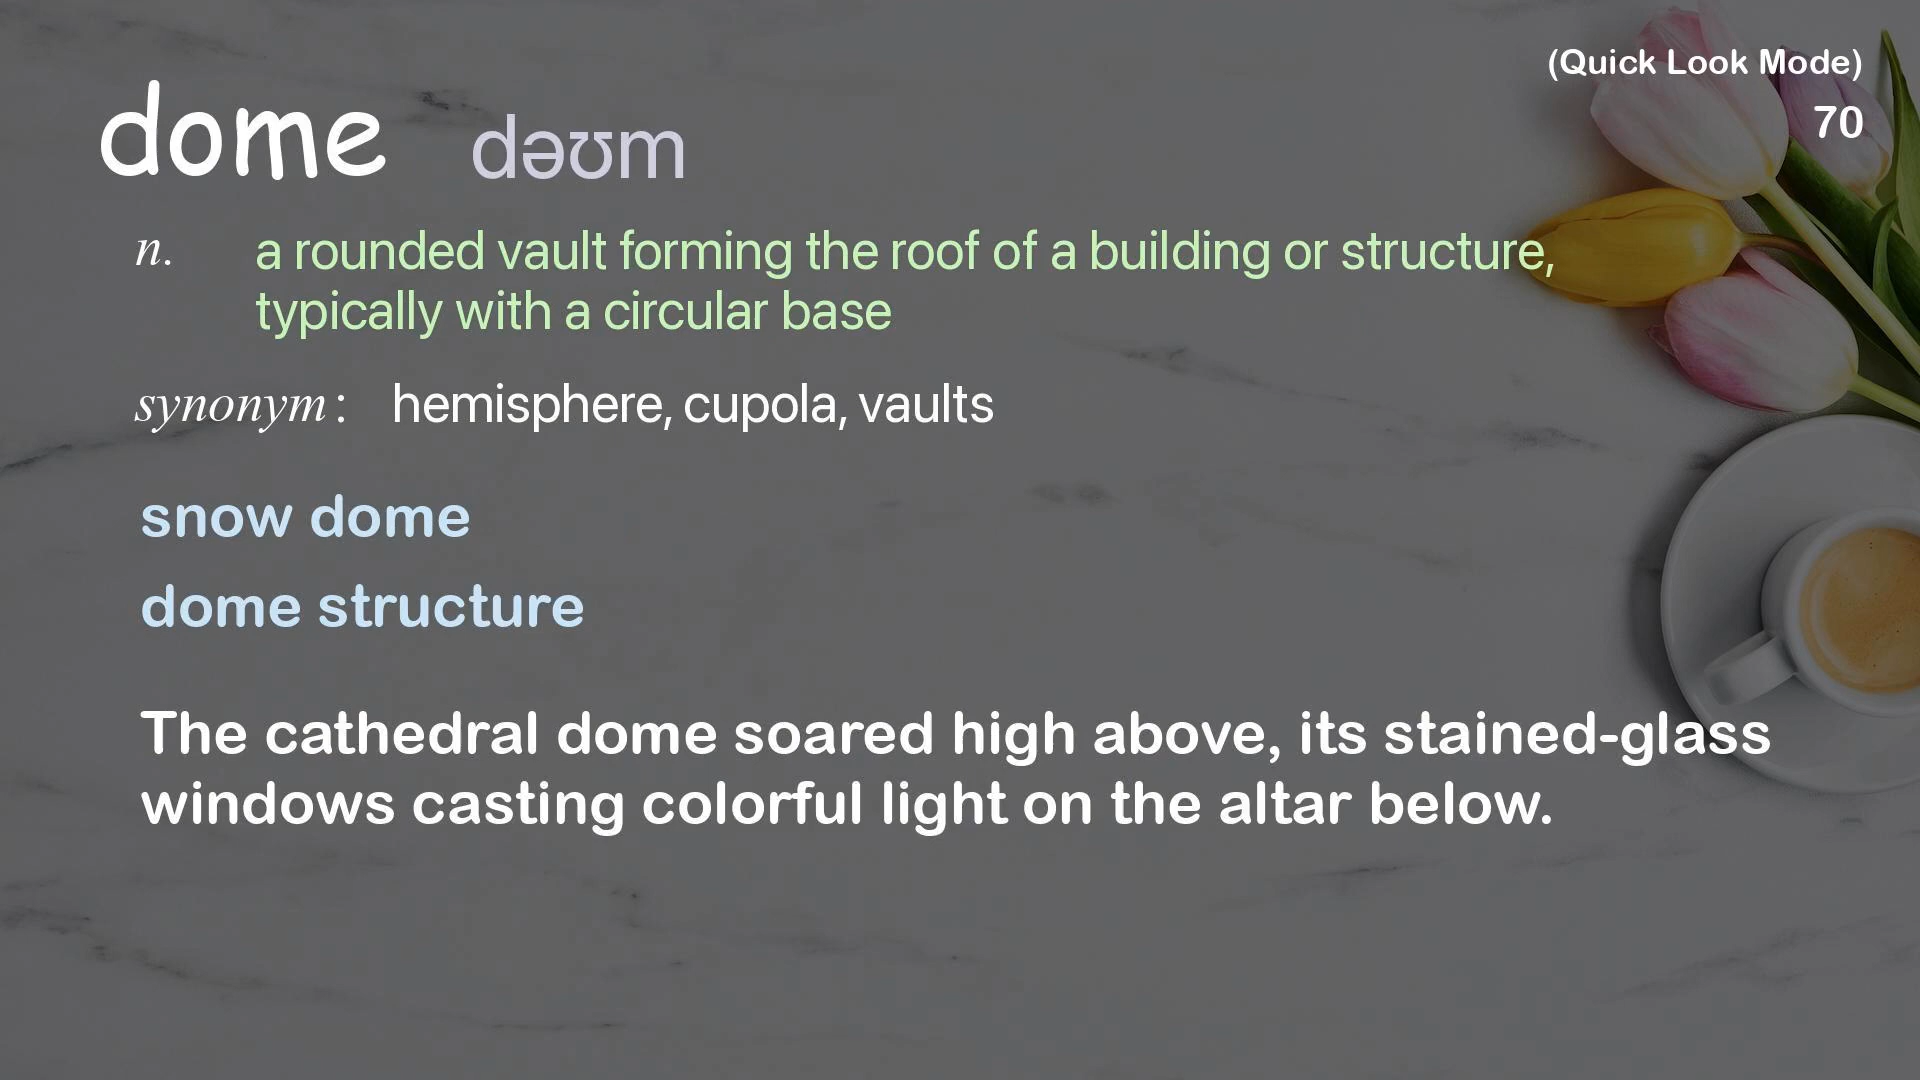 (Quick Look Mode)
70
dome dəʊm
n. a rounded vault forming the roof of a building or structure,
typically with a circular base
synonym: hemisphere, cupola, vaults
snow dome
dome structure
The cathedral dome soared high above, its stained-glass
windows casting colorful light on the altar below.